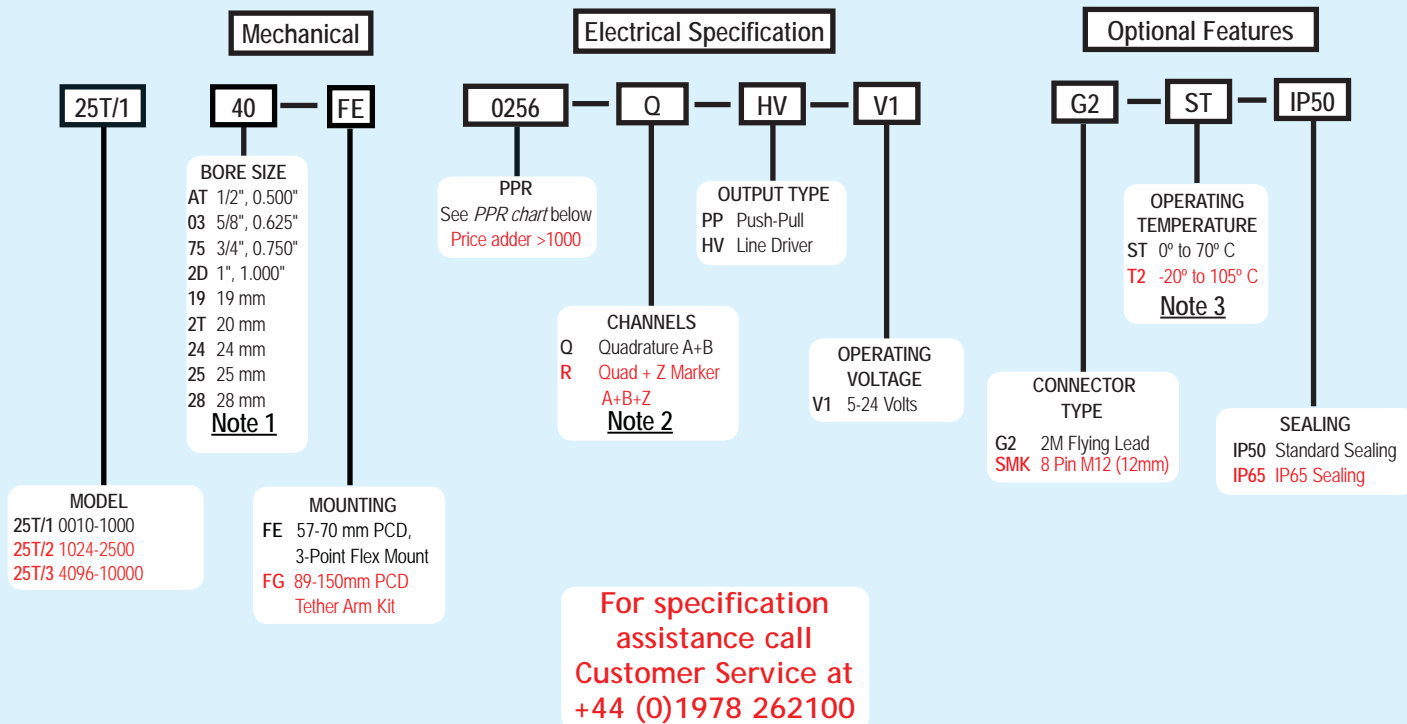 Mechanical
Electrical Specification
Optional Features
25T/1
40
FE
0256
Q
HV
V1
G2
ST
IP50
BORE SIZE
AT 1/2", 0.500"
03 5/8", 0.625"
75 3/4", 0.750"
2D 1", 1.000"
19 19 mm
2T 20 mm
24 24 mm
25 25 mm
28 28 mm
Note 1
PPR
See PPR chart below
Price adder >1000
OUTPUT TYPE
PP Push-Pull
HV Line Driver
OPERATING
TEMPERATURE
ST 0º to 70º C
T2 -20º to 105º C
Note 3
CHANNELS
Q Quadrature A+B
R Quad + Z Marker
A+B+Z
Note 2
OPERATING
VOLTAGE
V1 5-24 Volts
CONNECTOR
TYPE
G2 2M Flying Lead
SMK 8 Pin M12 (12mm)
SEALING
IP50 Standard Sealing
IP65 IP65 Sealing
MODEL
25T/1 0010-1000
25T/2 1024-2500
25T/3 4096-10000
MOUNTING
FE 57-70 mm PCD,
3-Point Flex Mount
FG 89-150mm PCD
Tether Arm Kit
For specification
assistance call
Customer Service at
+44 (0)1978 262100